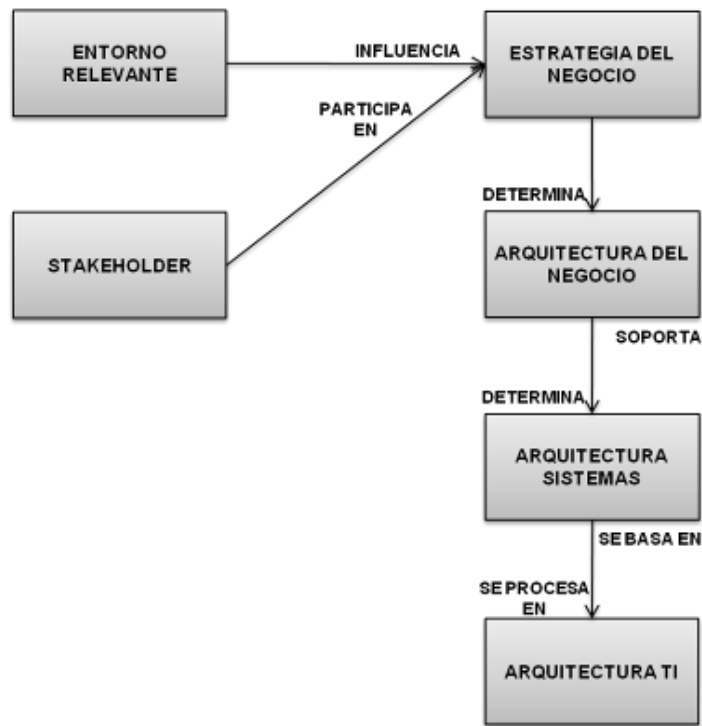 ENTORNO
RELEVANTE
INFLUENCIA
ESTRATEGIA DEL
NEGOCIO
PARTICIPA
EN
STAKEHOLDER
DETERMINA
ARQUITECTURA DEL
NEGOCIO
SOPORTA
DETERMINA
ARQUITECTURA
SISTEMAS
SE BASA EN
SE PROCESA
EN
ARQUITECTURA TI